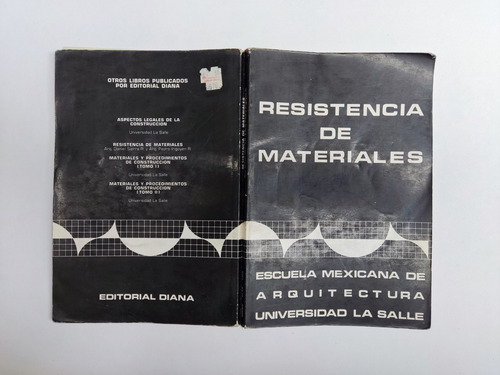 OTROS LIBROS PUBLICADOS
POR EDITORIAL DIANA
ASPECTOS LEGALES DE LA
CONSTRUCCION
Universidad La Salle
RESISTENCIA DE MATERIALES
MATERIALES Y PROCEDIMIENTOS
DE CONSTRUCCION
(TOMO I)
Universidad La Salle
MATERIALES Y PROCEDIMIENTOS
DE CONSTRUCCION
(TOMO II)
Universidad La Salle
EDITORIAL DIANA
RESISTENCIA
DE
MATERIALES
ESCUELA MEXICANA DE
ARQUITECTURA
UNIVERSIDAD LA SALLE